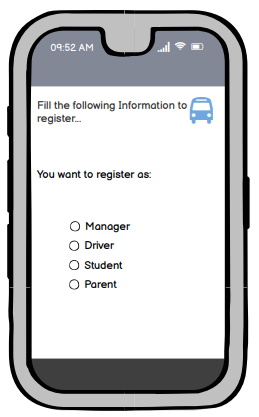 09:52 AM
Fill the following Information to
register...
You want to register as:
Manager
Driver
Student
Parent